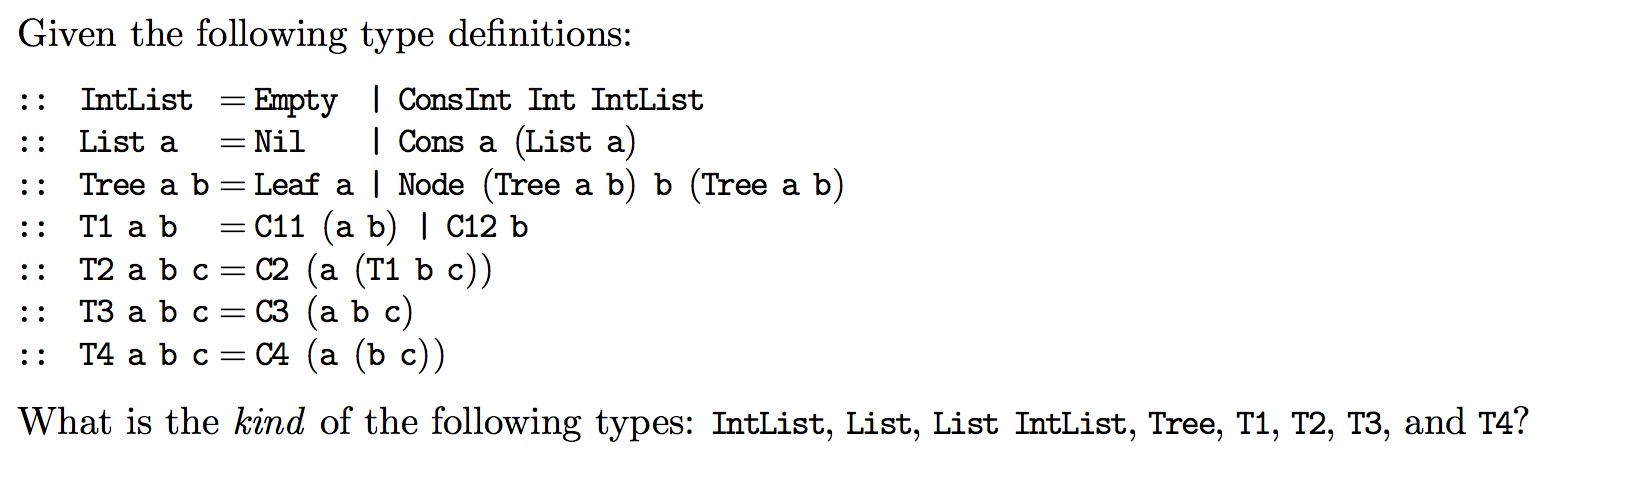 Given the following type definitions:
:: IntList = Empty | ConsInt Int IntList
:: List a = Nil | Cons a (List a)
:: Tree a b = Leaf a | Node (Tree a b) b (Tree a b)
:: T1 a b = C11 (a b) | C12 b
:: T2 a b c = C2 (a (T1 b c))
:: T3 a b c = C3 (a b c)
:: T4 a b c = C4 (a (b c))
What is the kind of the following types: IntList, List, List IntList, Tree, T1, T2, T3, and T4?